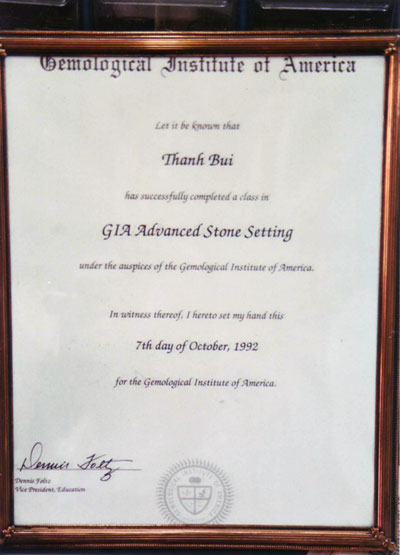 Gemological Institute of America
Let it be known that
Thanh Bui
has successfully completed a class in
GIA Advanced Stone Setting
under the auspices of the Gemological Institute of America.
In witness thereof, I hereto set my hand this
7th day of October, 1992
for the Gemological Institute of America.
Dennis Foltz
Dennis Foltz
Vice President, Education